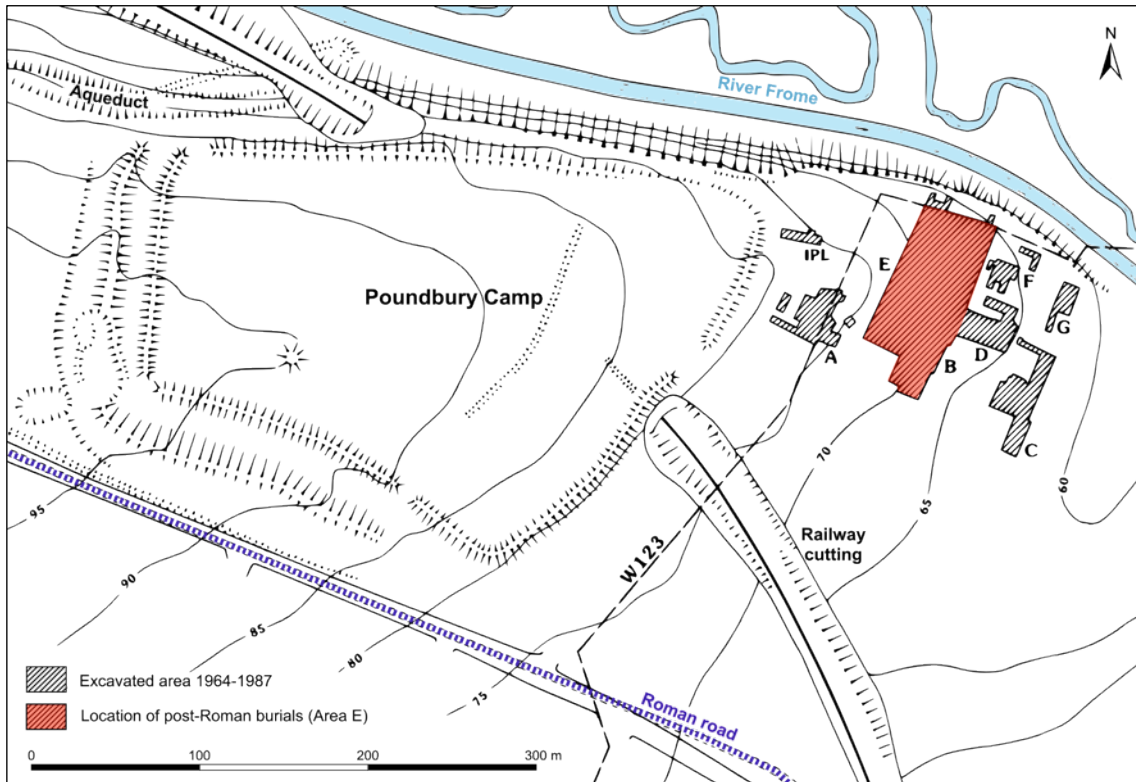 N
River Frome
Aqueduct
IPL
E
F
Poundbury Camp
G
A
B
D
C
70
65
60
95
Railway
cutting
W123
90
85
80
75
Roman road
Excavated area 1964-1987
Location of post-Roman burials (Area E)
0 100 200 300 m